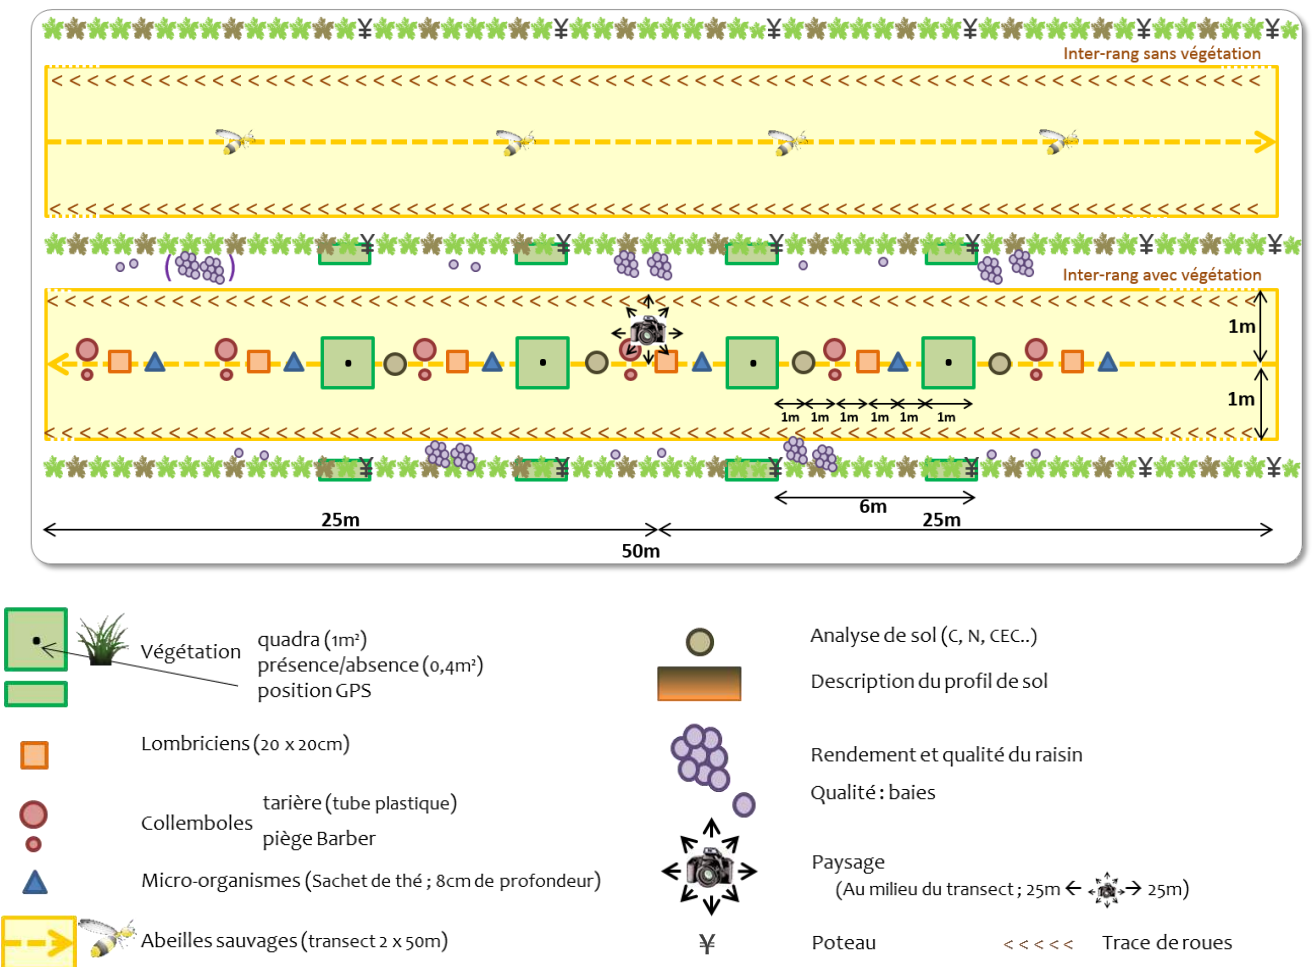 Inter-rang sans végétation
Inter-rang avec végétation
1m
1m
1m 1m 1m 1m 1m 1m
6m
25m 25m
50m
Végétation
quadra (1m²)
présence/absence (0,4m²)
position GPS
Lombriciens (20 x 20cm)
Collemboles
tarière (tube plastique)
piège Barber
Micro-organismes (Sachet de thé ; 8cm de profondeur)
Abeilles sauvages (transect 2 x 50m)
Analyse de sol (C, N, CEC..)
Description du profil de sol
Rendement et qualité du raisin
Qualité : baies
Paysage
(Au milieu du transect ; 25m 25m)
Poteau
< < < < < Trace de roues